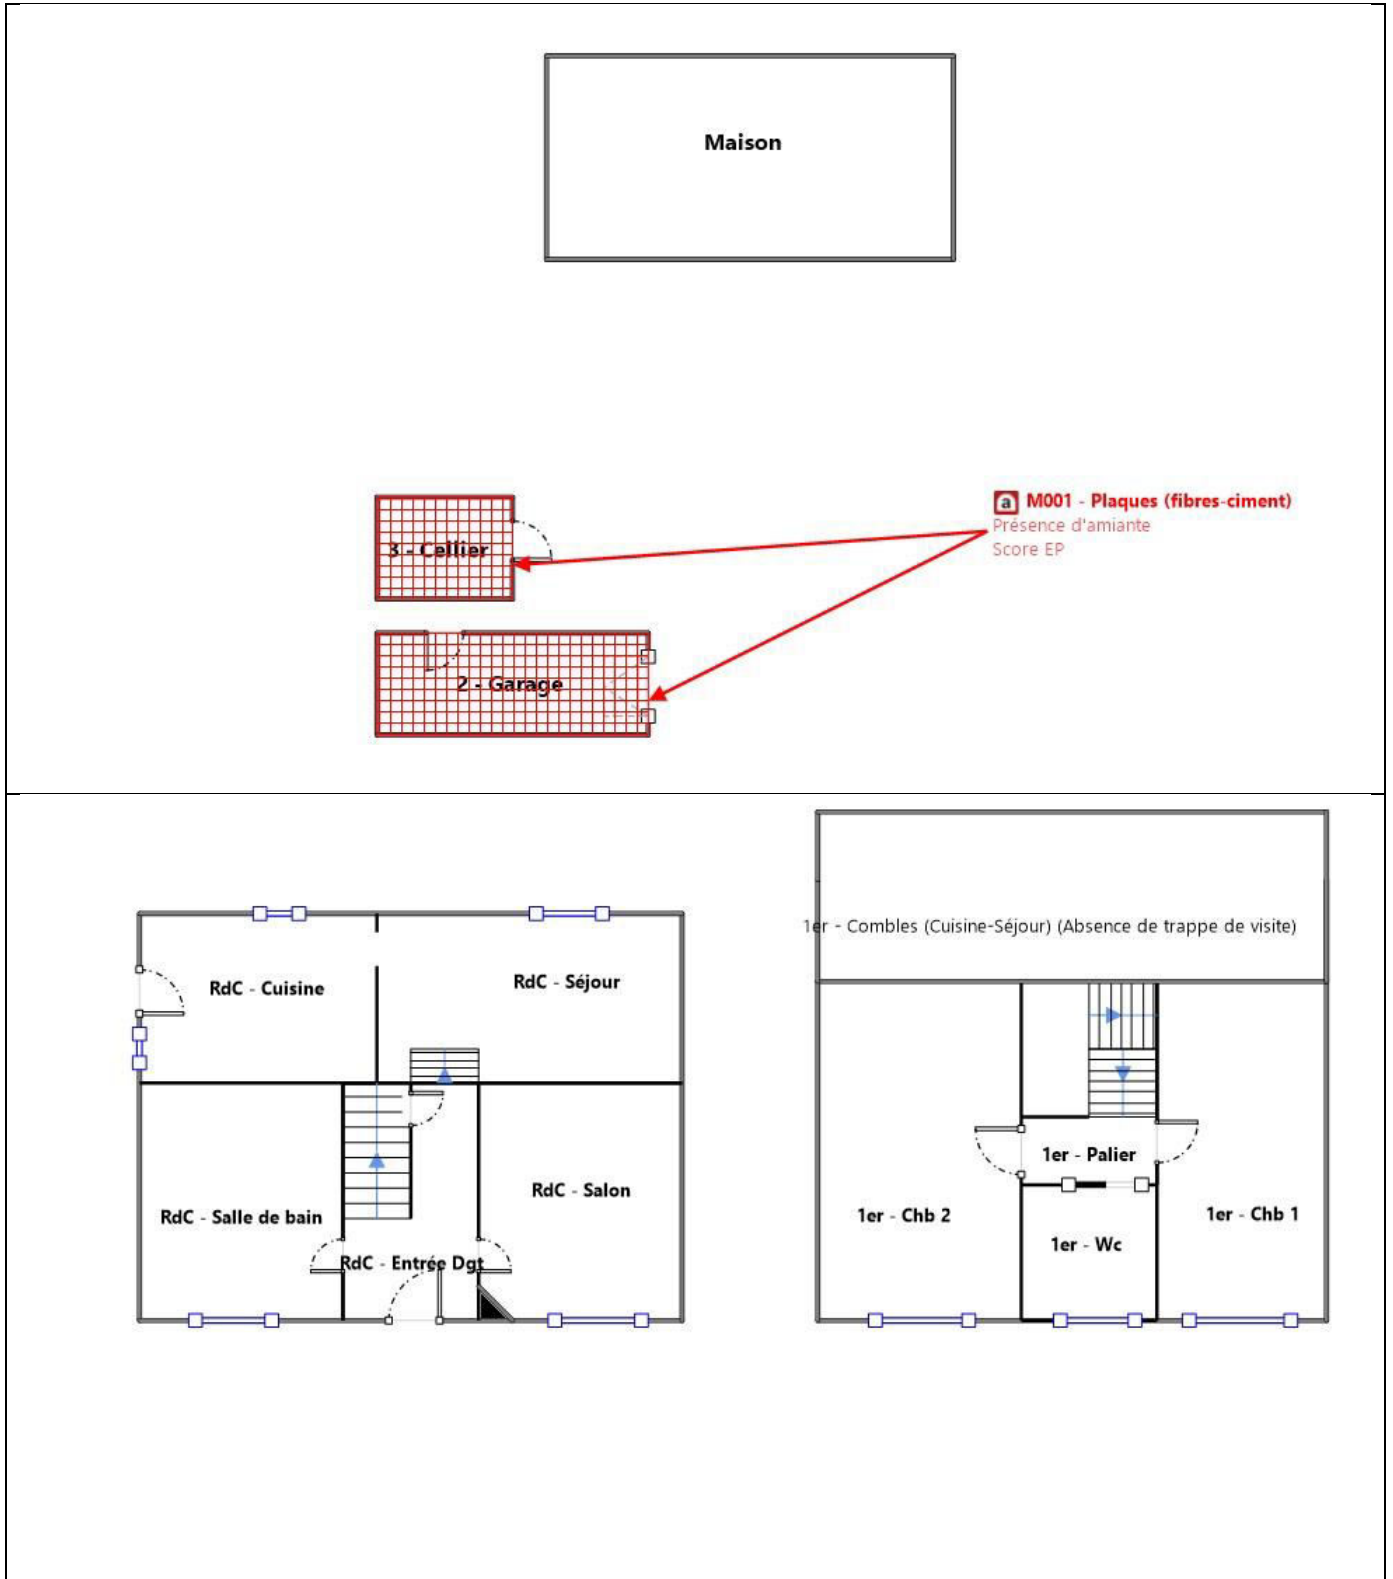 Maison
a M001 - Plaques (fibres-ciment)
Présence d'amiante
Score EP
3 - Cellier
2 - Garage
1er - Combles (Cuisine-Séjour) (Absence de trappe de visite)
RdC - Cuisine
RdC - Séjour
1er - Palier
RdC - Salon
RdC - Salle de bain
1er - Chb 2
1er - Chb 1
1er - Wc
RdC - Entrée Dgt